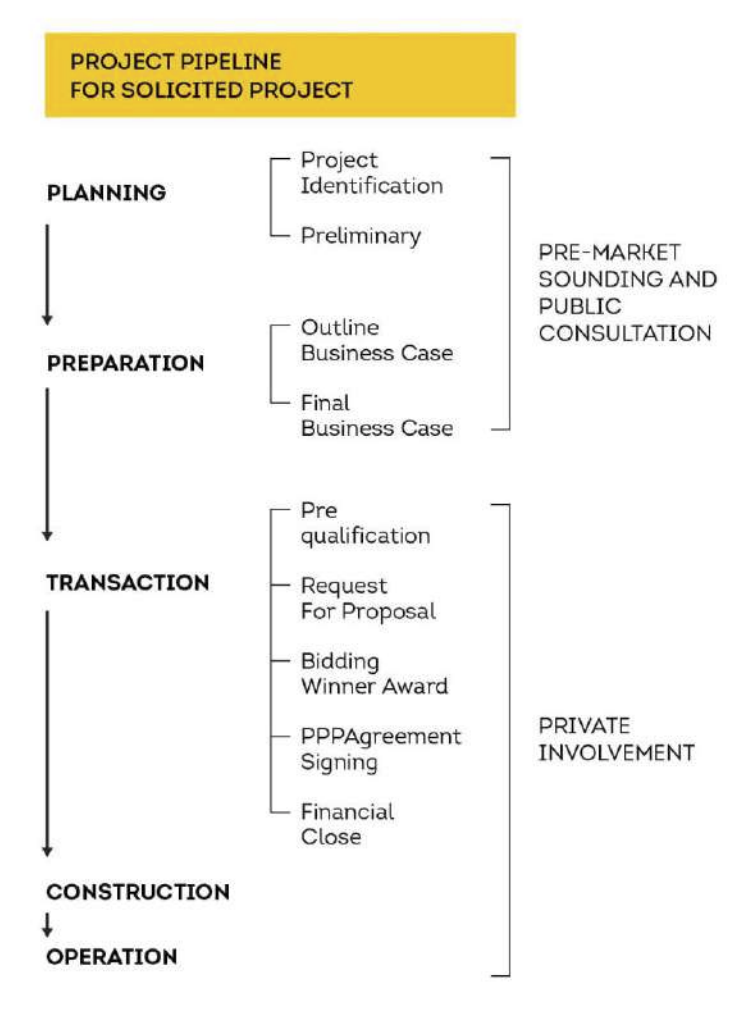 PROJECT PIPELINE
FOR SOLICITED PROJECT
PLANNING
Project
Identification
Preliminary
PRE-MARKET
SOUNDING AND
PUBLIC
CONSULTATION
PREPARATION
Outline
Business Case
Final
Business Case
TRANSACTION
Pre
qualification
Request
For Proposal
Bidding
Winner Award
PPPAgreement
Signing
Financial
Close
PRIVATE
INVOLVEMENT
CONSTRUCTION
OPERATION